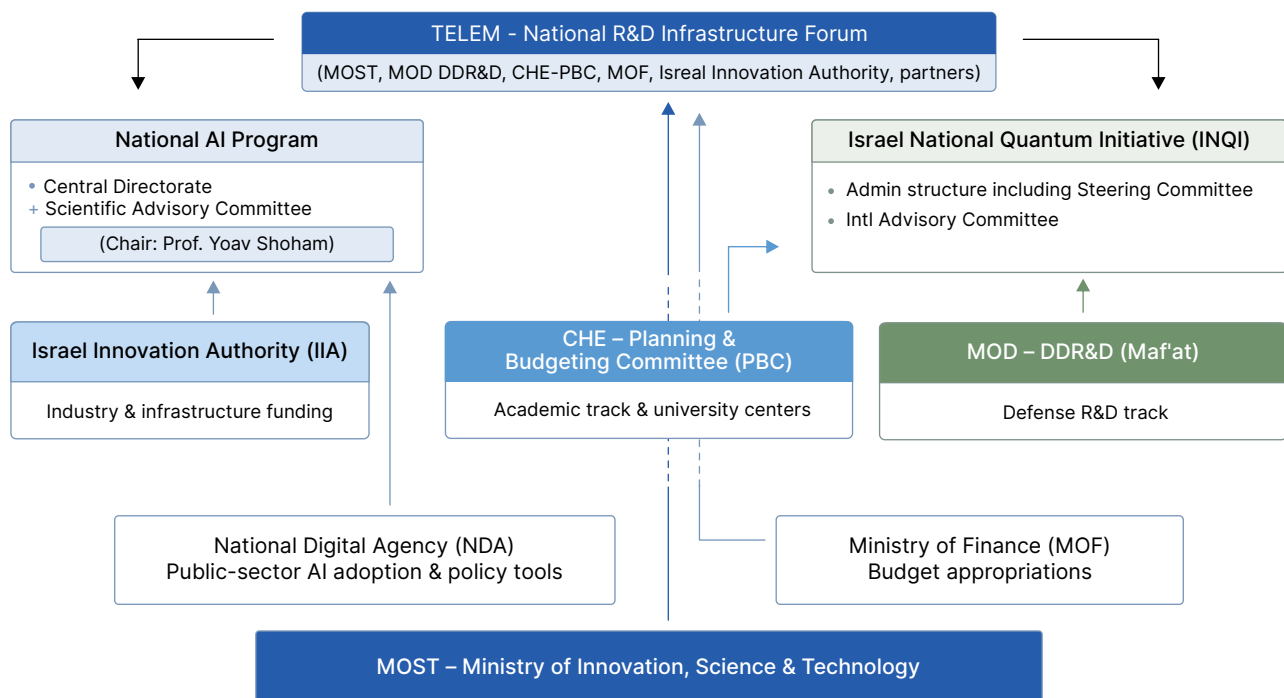 TELEM - National R&D Infrastructure Forum
(MOST, MOD DDR&D, CHE-PBC, MOF, Isreal Innovation Authority, partners)
National AI Program
• Central Directorate
+ Scientific Advisory Committee
(Chair: Prof. Yoav Shoham)
Israel National Quantum Initiative (INQI)
• Admin structure including Steering Committee
• Intl Advisory Committee
Israel Innovation Authority (IIA)
Industry & infrastructure funding
CHE – Planning &
Budgeting Committee (PBC)
Academic track & university centers
MOD – DDR&D (Maf'at)
Defense R&D track
National Digital Agency (NDA)
Public-sector AI adoption & policy tools
Ministry of Finance (MOF)
Budget appropriations
MOST – Ministry of Innovation, Science & Technology